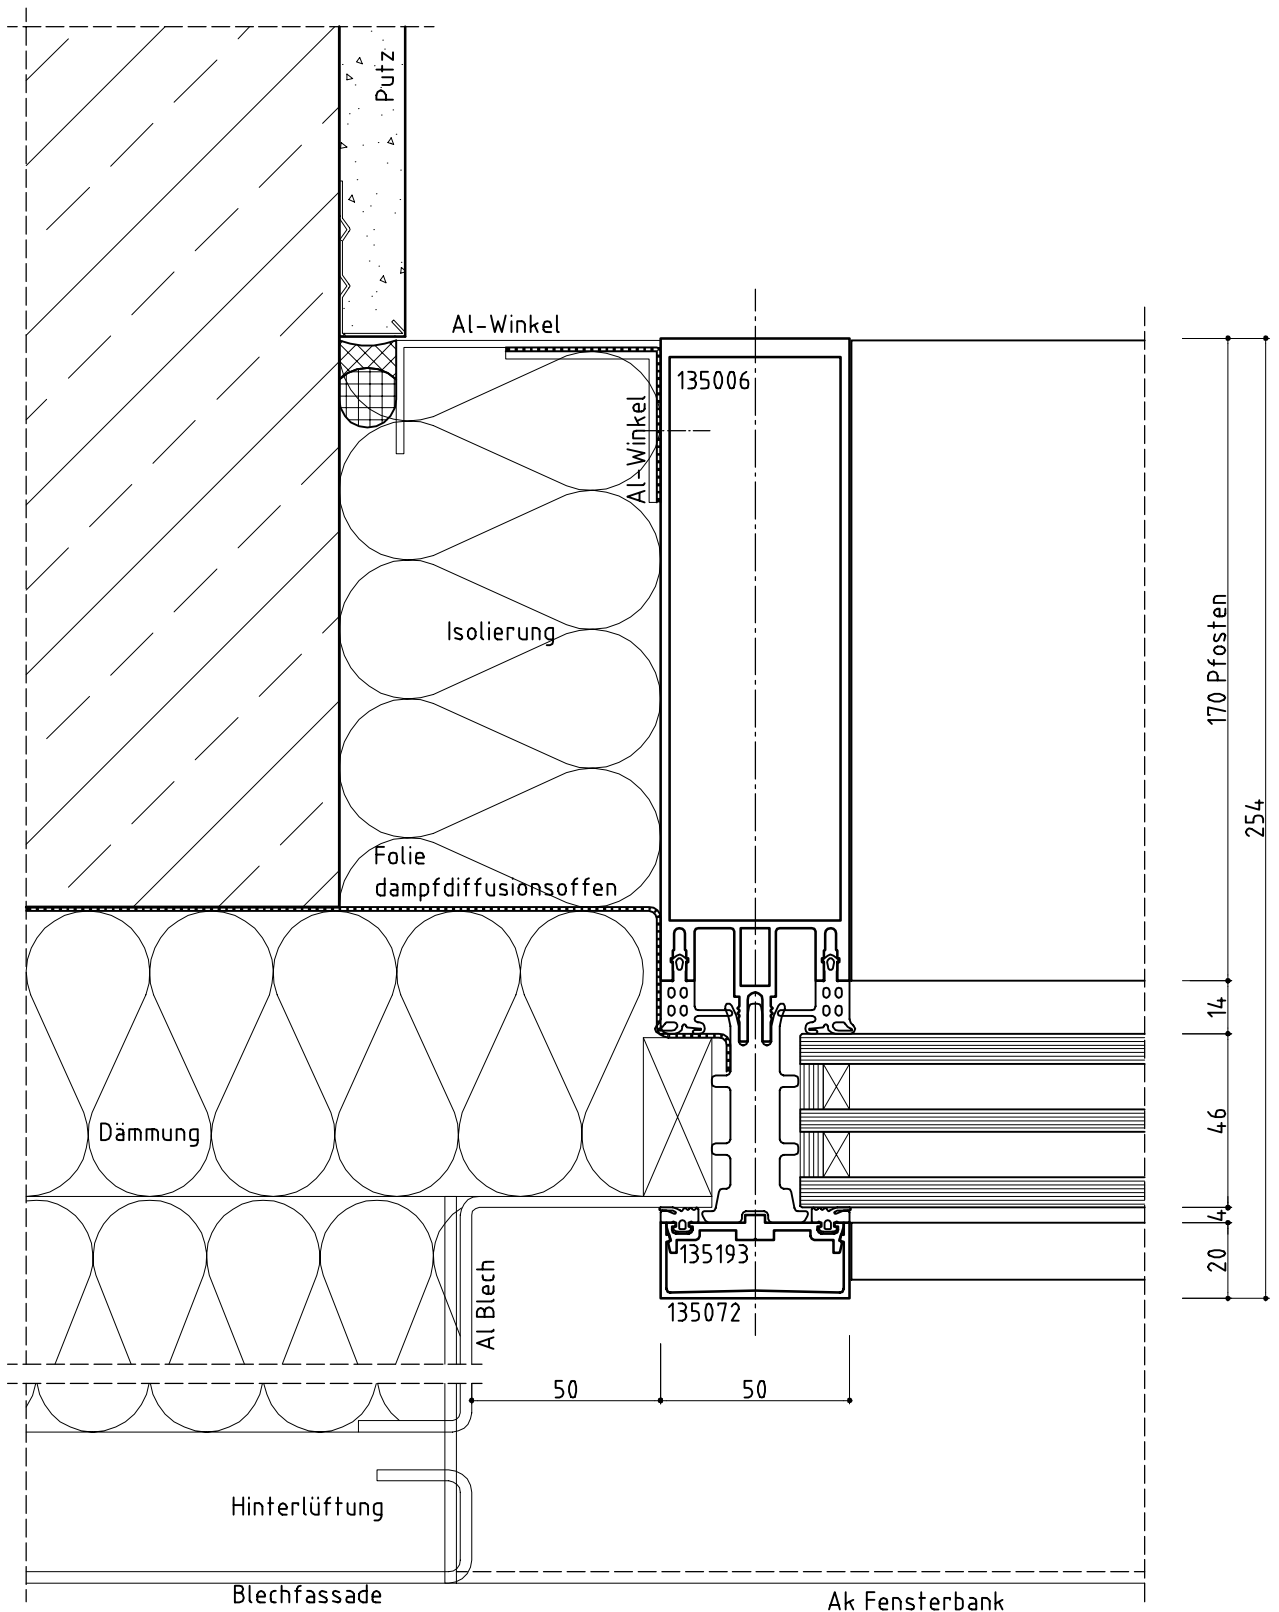 Putz
Al-Winkel
135006
Al-Winkel
170 Pfosten
Isolierung
254
Folie
dampfdiffusionsoffen
14
46
Dämmung
4
20
135193
Al Blech
135072
50
50
Hinterlüftung
Blechfassade
Ak Fensterbank